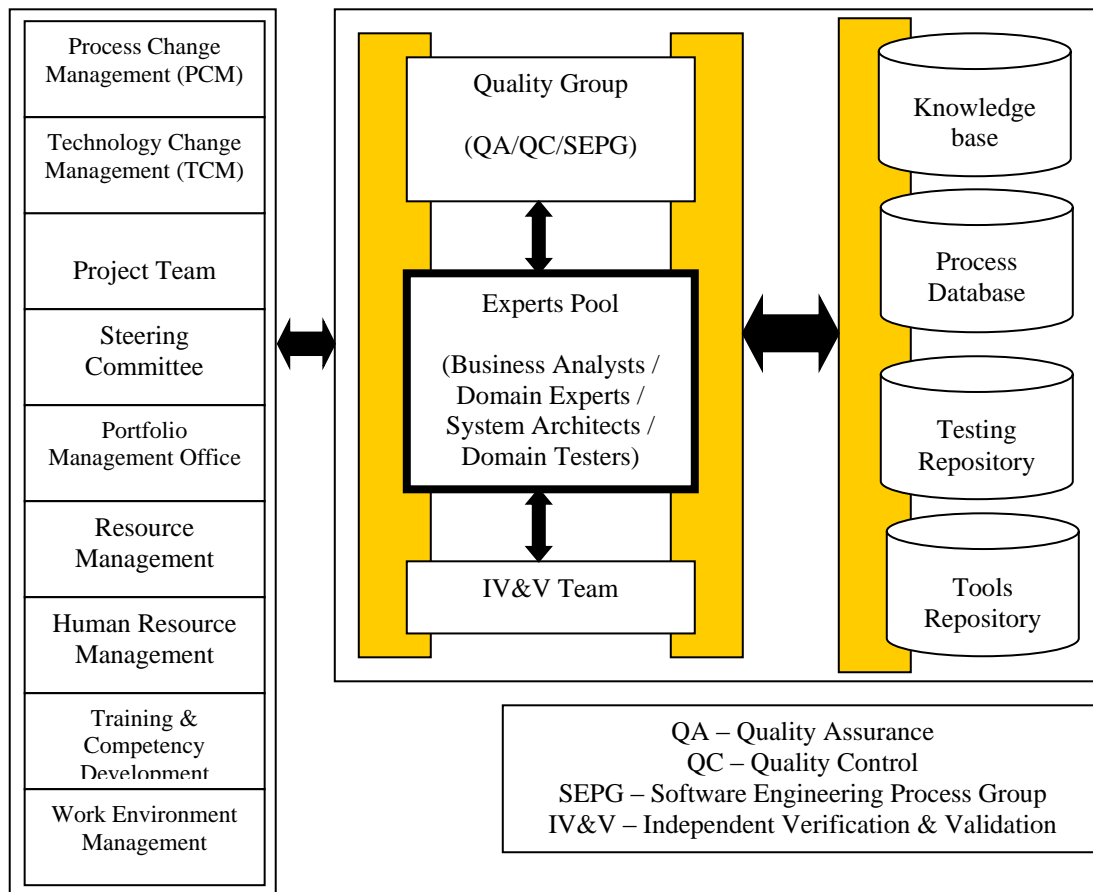 Process Change
Management (PCM)
Technology Change
Management (TCM)
Project Team
Steering
Committee
Portfolio
Management Office
Resource
Management
Human Resource
Management
Training &
Competency
Development
Work Environment
Management
Quality Group
(QA/QC/SEPG)
Experts Pool
(Business Analysts /
Domain Experts /
System Architects /
Domain Testers)
IV&V Team
Knowledge
base
Process
Database
Testing
Repository
Tools
Repository
QA – Quality Assurance
QC – Quality Control
SEPG – Software Engineering Process Group
IV&V – Independent Verification & Validation